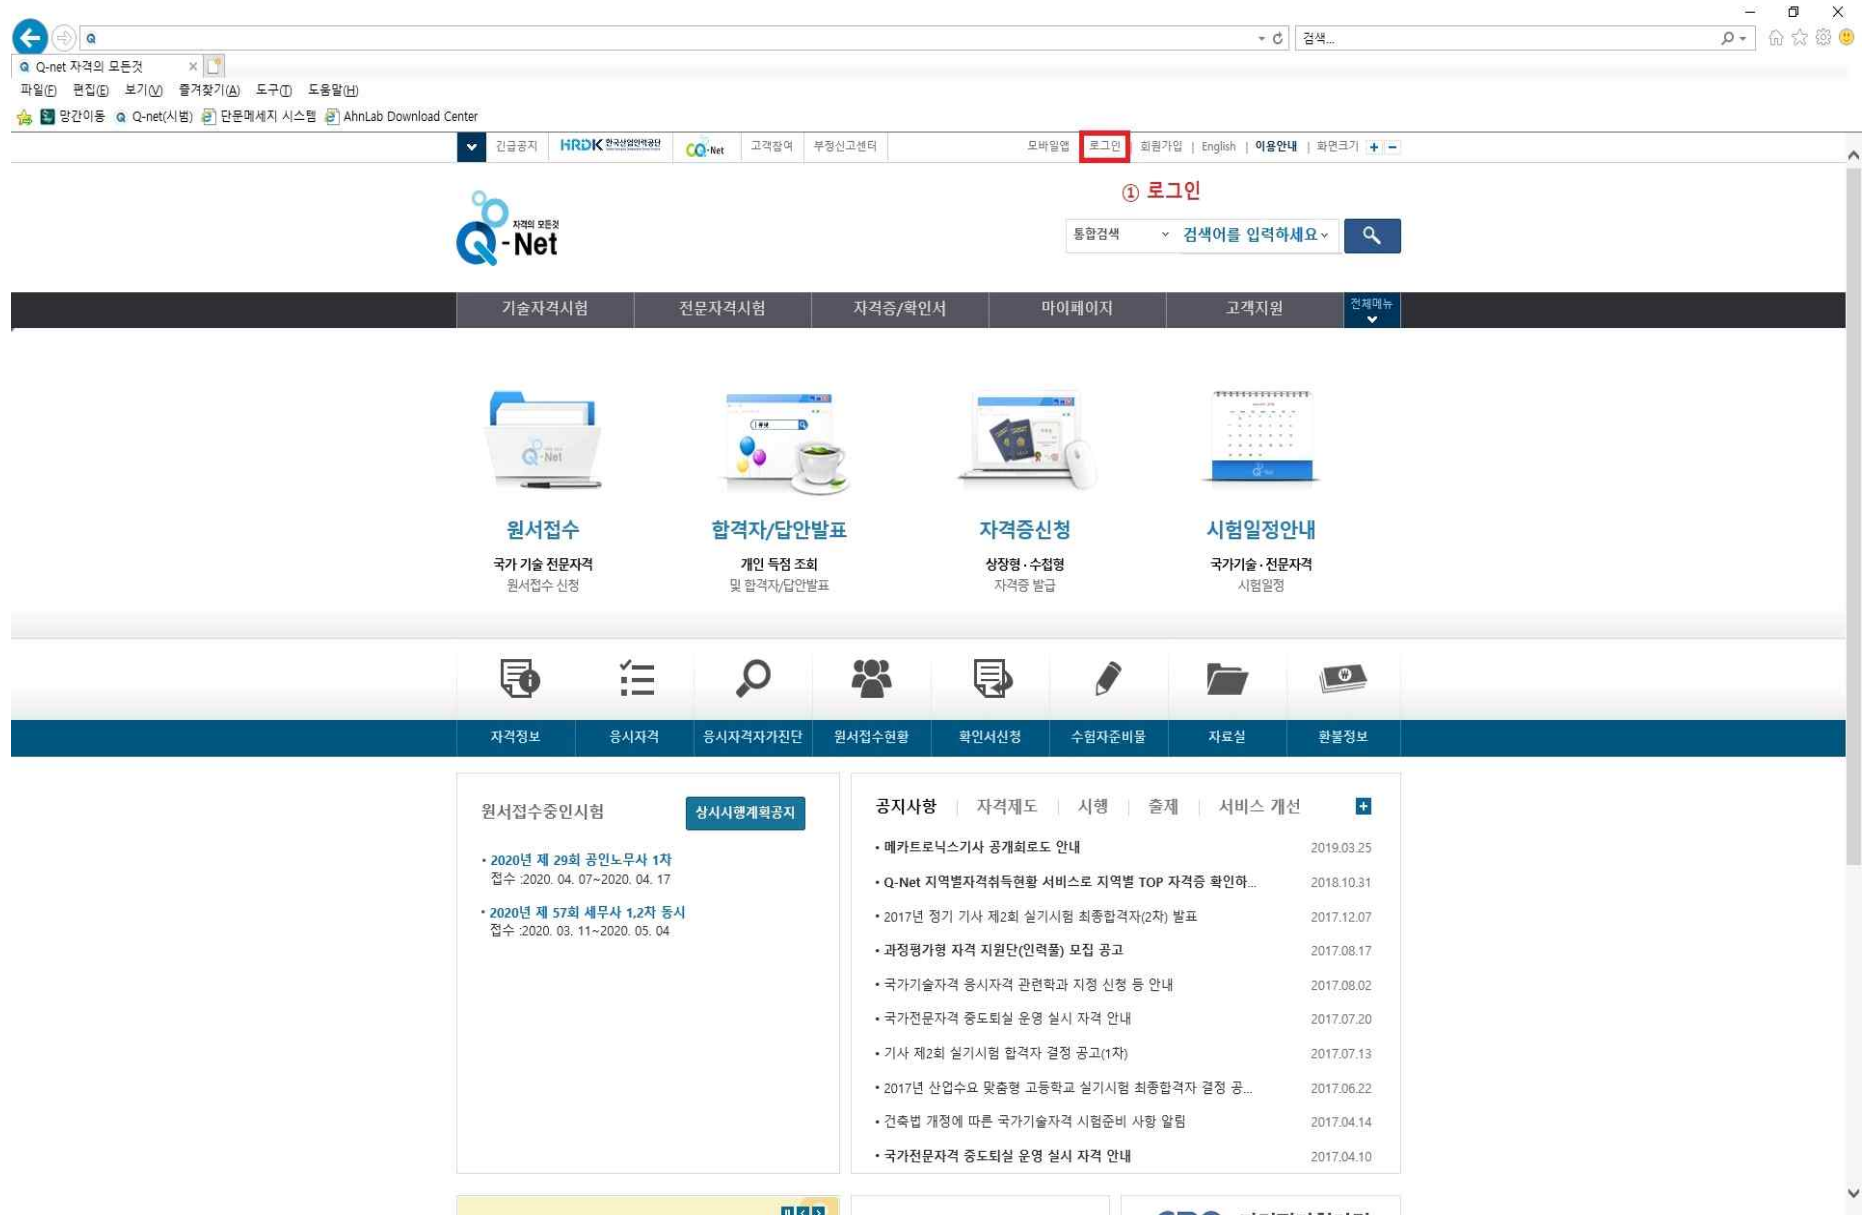 검색...
Q-net 자격의 모든것
파일(F) 편집(E) 보기(V) 즐겨찾기(A) 도구(T) 도움말(H)
망간이동 Q-net(시범) 단문메세지 시스템 AhnLab Download Center
긴급공지 HRDK 한국산업인력공단 CQ-Net 고객참여 부정신고센터 모바일앱 로그인 | 회원가입 | English | 이용안내 | 화면크기 + −
① 로그인
자격의 모든것
Q-Net
통합검색 검색어를 입력하세요
기술자격시험 전문자격시험 자격증/확인서 마이페이지 고객지원 전체메뉴
Q-Net
원서접수 합격자/답안발표 자격증신청 시험일정안내
국가 기술 전문자격 개인 득점 조회 상장형·수첩형 국가기술·전문자격
원서접수 신청 및 합격자/답안발표 자격증 발급 시험일정
자격정보 응시자격 응시자격자가진단 원서접수현황 확인서신청 수험자준비물 자료실 환불정보
원서접수중인시험 상시시행계획공지
• 2020년 제 29회 공인노무사 1차
접수 :2020. 04. 07~2020. 04. 17
• 2020년 제 57회 세무사 1,2차 동시
접수 :2020. 03. 11~2020. 05. 04
공지사항 | 자격제도 | 시행 | 출제 | 서비스 개선 +
• 메카트로닉스기사 공개회로도 안내 2019.03.25
• Q-Net 지역별자격취득현황 서비스로 지역별 TOP 자격증 확인하... 2018.10.31
• 2017년 정기 기사 제2회 실기시험 최종합격자(2차) 발표 2017.12.07
• 과정평가형 자격 지원단(인력풀) 모집 공고 2017.08.17
• 국가기술자격 응시자격 관련학과 지정 신청 등 안내 2017.08.02
• 국가전문자격 중도퇴실 운영 실시 자격 안내 2017.07.20
• 기사 제2회 실기시험 합격자 결정 공고(1차) 2017.07.13
• 2017년 산업수요 맞춤형 고등학교 실기시험 최종합격자 결정 공... 2017.06.22
• 건축법 개정에 따른 국가기술자격 시험준비 사항 알림 2017.04.14
• 국가전문자격 중도퇴실 운영 실시 자격 안내 2017.04.10